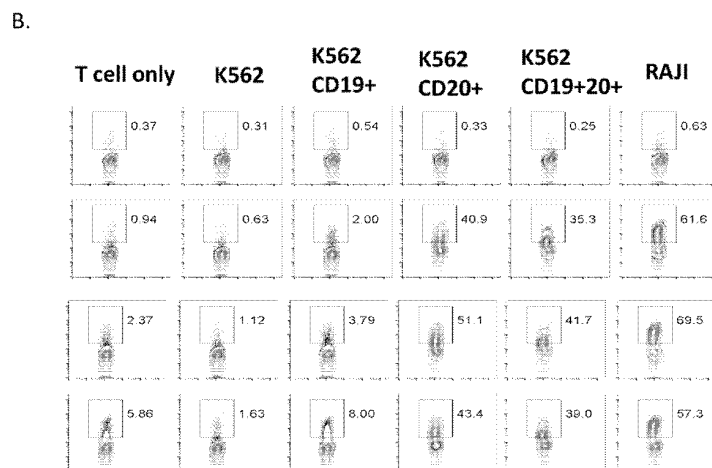 B.
T cell only K562 K562 CD19+ K562 CD20+ K562 CD19+20+ RAJI
0.37 0.31 0.54 0.33 0.25 0.63
0.94 0.63 2.00 40.9 35.3 61.6
2.37 1.12 3.79 51.1 41.7 69.5
5.86 1.63 8.00 43.4 39.0 57.3